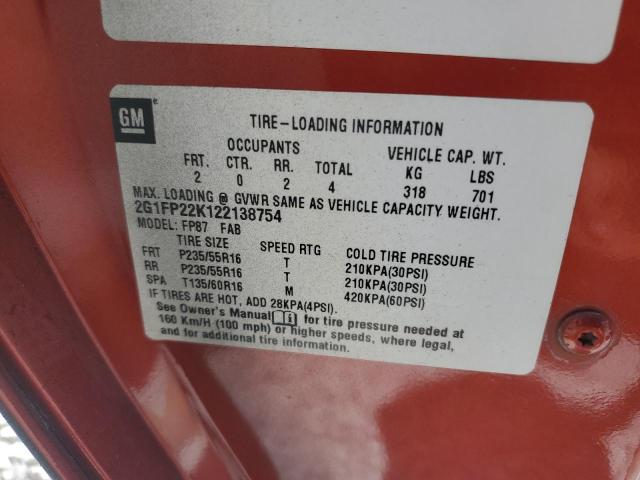 GM®
TIRE-LOADING INFORMATION
OCCUPANTS VEHICLE CAP. WT.
FRT. CTR. RR. TOTAL KG LBS
2 0 2 4 318 701
MAX. LOADING @ GVWR SAME AS VEHICLE CAPACITY WEIGHT.
2G1FP22K122138754
MODEL: FP87 FAB
TIRE SIZE SPEED RTG COLD TIRE PRESSURE
FRT P235/55R16 T 210KPA(30PSI)
RR P235/55R16 T 210KPA(30PSI)
SPA T135/60R16 M 420KPA(60PSI)
IF TIRES ARE HOT, ADD 28KPA(4PSI).
See Owner's Manual for tire pressure needed at
160 Km/H (100 mph) or higher speeds, where legal,
and for additional tire information.